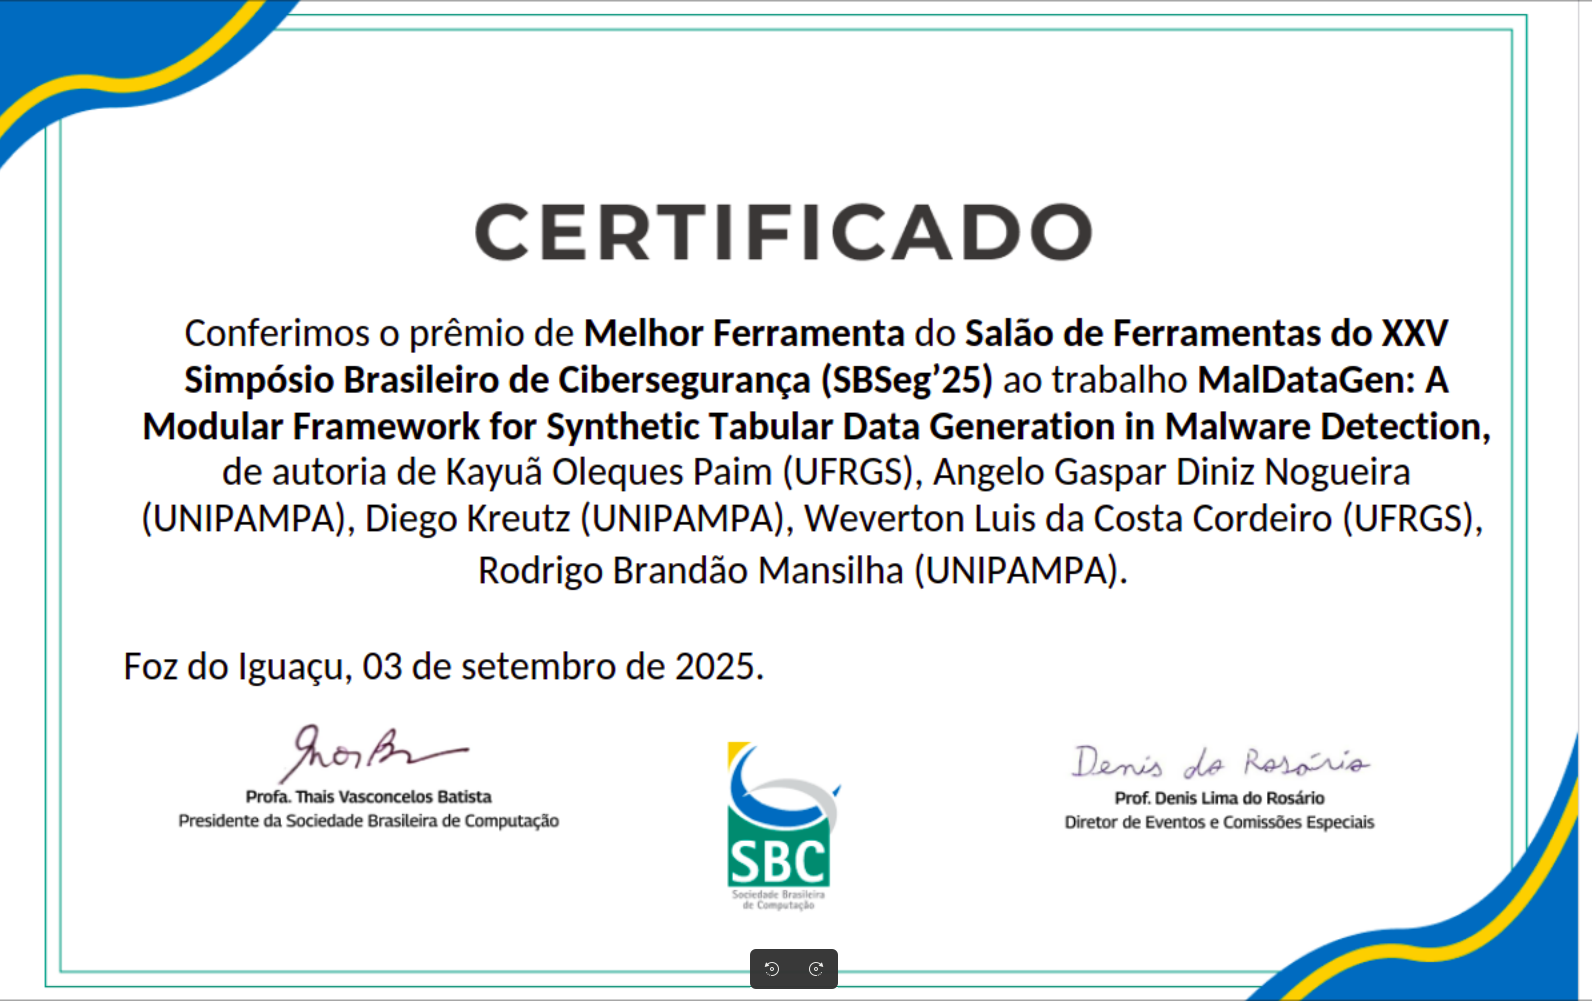 CERTIFICADO
Conferimos o prêmio de Melhor Ferramenta do Salão de Ferramentas do XXV
Simpósio Brasileiro de Cibersegurança (SBSeg’25) ao trabalho MalDataGen: A
Modular Framework for Synthetic Tabular Data Generation in Malware Detection,
de autoria de Kayuã Oleques Paim (UFRGS), Angelo Gaspar Diniz Nogueira
(UNIPAMPA), Diego Kreutz (UNIPAMPA), Weverton Luis da Costa Cordeiro (UFRGS),
Rodrigo Brandão Mansilha (UNIPAMPA).
Foz do Iguaçu, 03 de setembro de 2025.
Profa. Thais Vasconcelos Batista
Presidente da Sociedade Brasileira de Computação
SBC
Sociedade Brasileira
de Computação
Denis do Rosário
Prof. Denis Lima do Rosário
Diretor de Eventos e Comissões Especiais